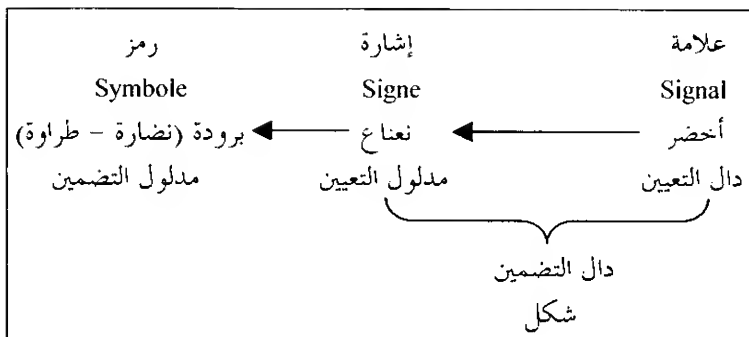 علامة إشارة رمز
Signal Signe Symbole
أخضر نعناع برودة (نضارة - طراوة)
دال التعيين مدلول التعيين مدلول التضمين
دال التضمين
شكل